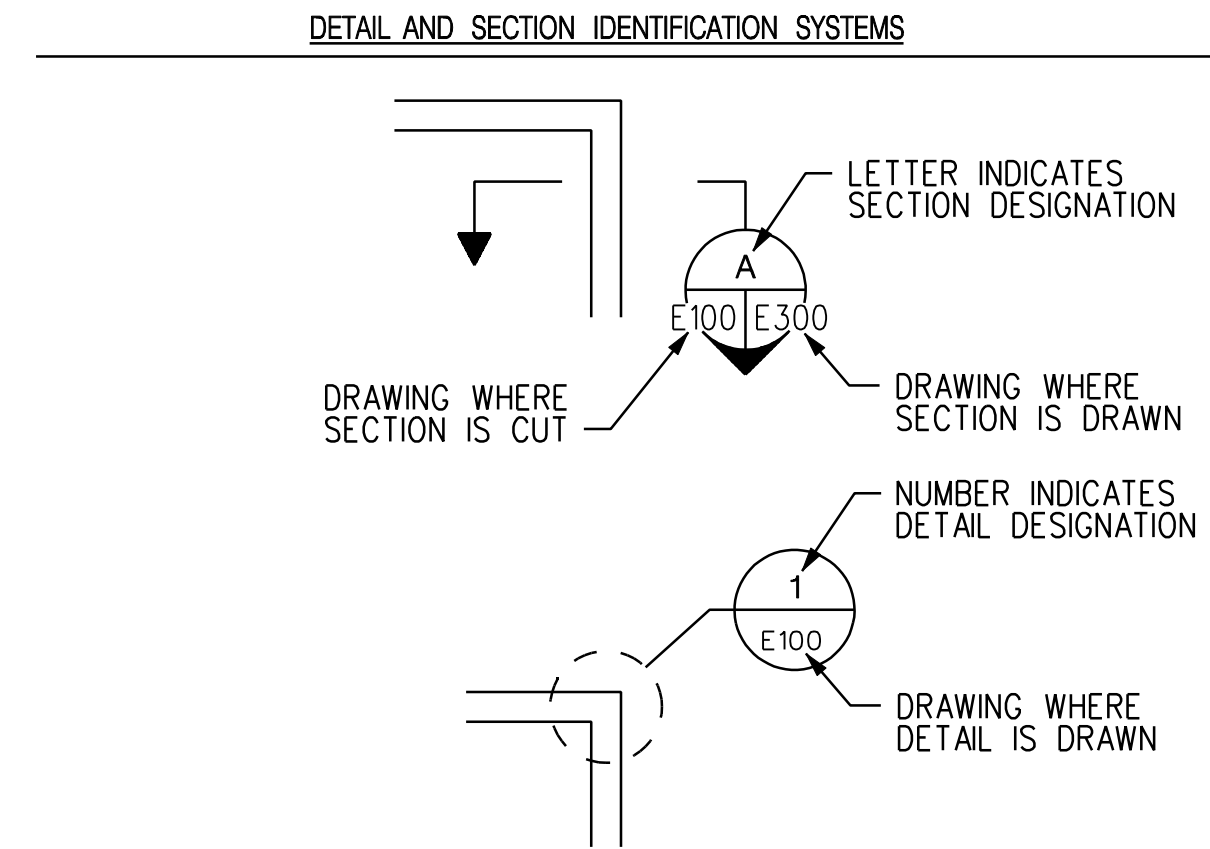 DETAIL AND SECTION IDENTIFICATION SYSTEMS
LETTER INDICATES
SECTION DESIGNATION
A
E100 E300
DRAWING WHERE
SECTION IS CUT
DRAWING WHERE
SECTION IS DRAWN
NUMBER INDICATES
DETAIL DESIGNATION
1
E100
DRAWING WHERE
DETAIL IS DRAWN